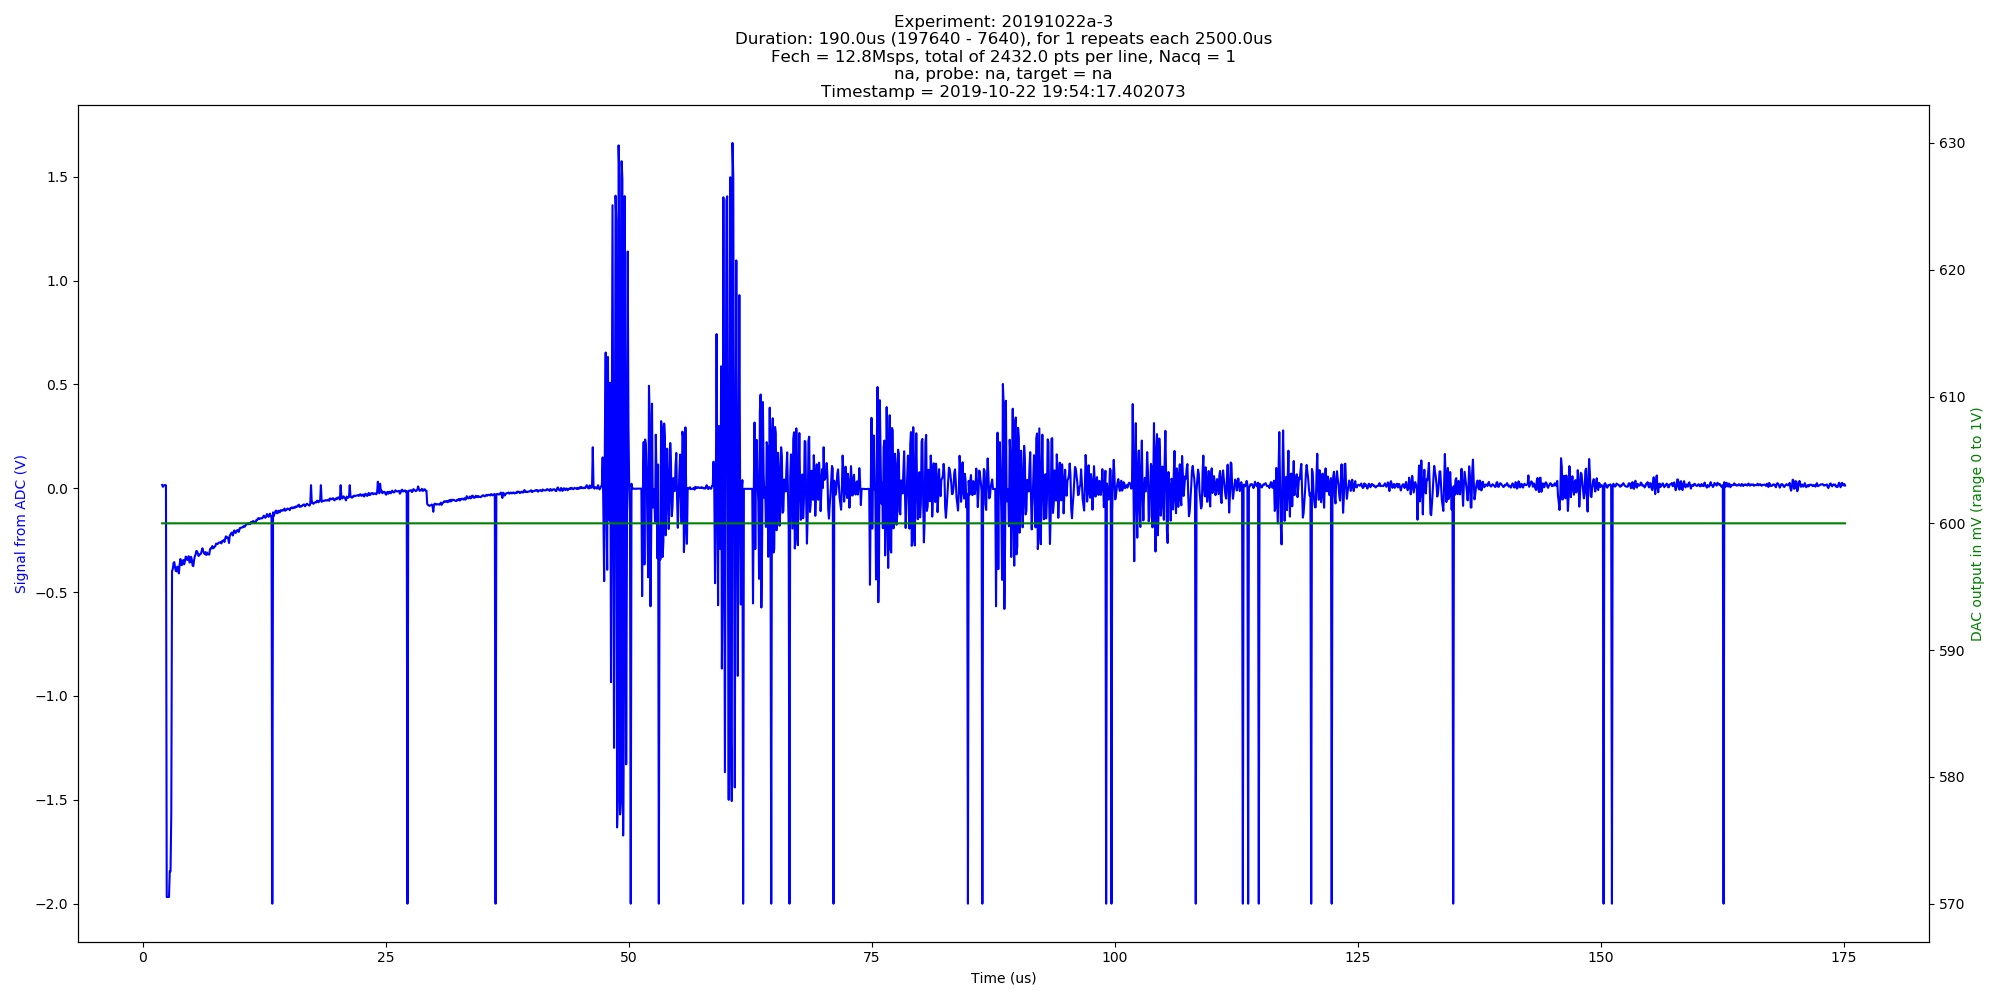 Experiment: 20191022a-3
Duration: 190.0us (197640 - 7640), for 1 repeats each 2500.0us
Fech = 12.8Msps, total of 2432.0 pts per line, Nacq = 1
na, probe: na, target = na
Timestamp = 2019-10-22 19:54:17.402073
Signal from ADC (V)
1.5
1.0
0.5
0.0
−0.5
−1.0
−1.5
−2.0
630
620
610
600
590
580
570
DAC output in mV (range 0 to 1V)
0 25 50 75 100 125 150 175
Time (us)